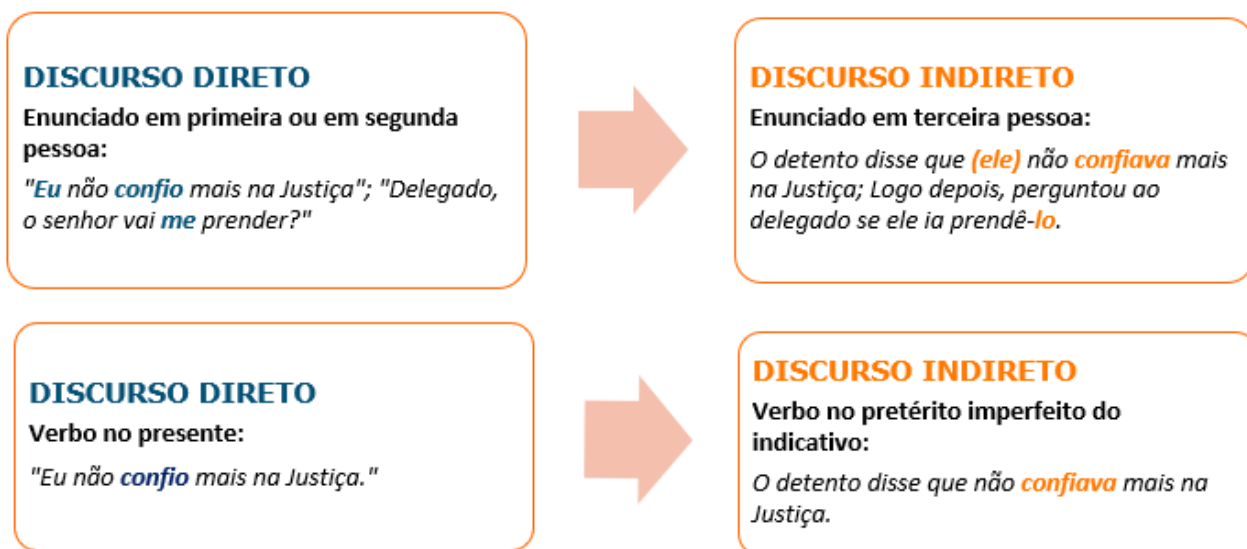 DISCURSO DIRETO
Enunciado em primeira ou em segunda
pessoa:
"Eu não confio mais na Justiça"; "Delegado,
o senhor vai me prender?"
DISCURSO INDIRETO
Enunciado em terceira pessoa:
O detento disse que (ele) não confiava mais
na Justiça; Logo depois, perguntou ao
delegado se ele ia prendê-lo.
DISCURSO DIRETO
Verbo no presente:
"Eu não confio mais na Justiça."
DISCURSO INDIRETO
Verbo no pretérito imperfeito do
indicativo:
O detento disse que não confiava mais na
Justiça.